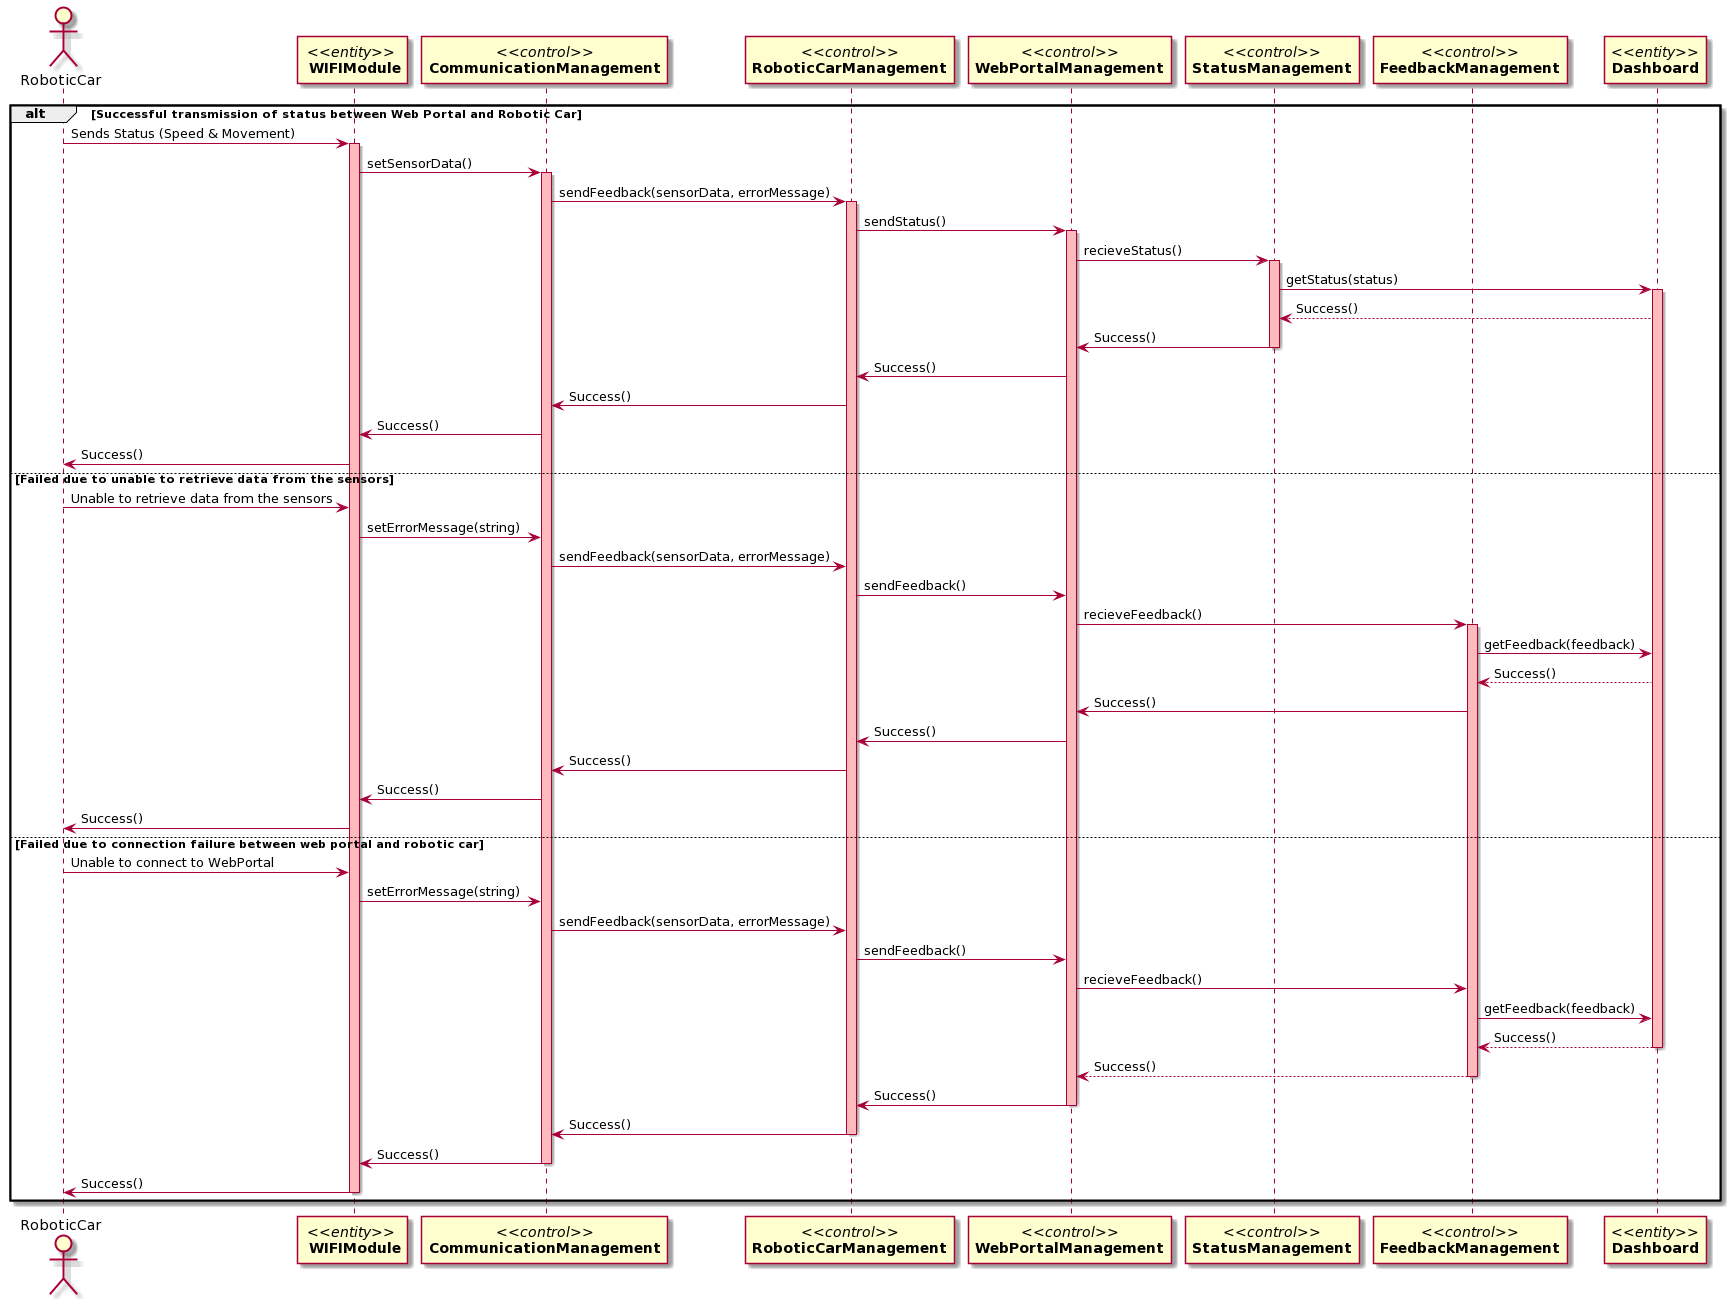 RoboticCar
<<entity>>
WIFIModule
<<control>>
CommunicationManagement
<<control>>
RoboticCarManagement
<<control>>
WebPortalManagement
<<control>>
StatusManagement
<<control>>
FeedbackManagement
<<entity>>
Dashboard
alt [Successful transmission of status between Web Portal and Robotic Car]
Sends Status (Speed & Movement)
setSensorData()
sendFeedback(sensorData, errorMessage)
sendStatus()
recieveStatus()
getStatus(status)
Success()
Success()
Success()
Success()
Success()
Success()
[Failed due to unable to retrieve data from the sensors]
Unable to retrieve data from the sensors
setErrorMessage(string)
sendFeedback(sensorData, errorMessage)
sendFeedback()
recieveFeedback()
getFeedback(feedback)
Success()
Success()
Success()
Success()
Success()
Success()
[Failed due to connection failure between web portal and robotic car]
Unable to connect to WebPortal
setErrorMessage(string)
sendFeedback(sensorData, errorMessage)
sendFeedback()
recieveFeedback()
getFeedback(feedback)
Success()
Success()
Success()
Success()
Success()
Success()
RoboticCar
<<entity>>
WIFIModule
<<control>>
CommunicationManagement
<<control>>
RoboticCarManagement
<<control>>
WebPortalManagement
<<control>>
StatusManagement
<<control>>
FeedbackManagement
<<entity>>
Dashboard